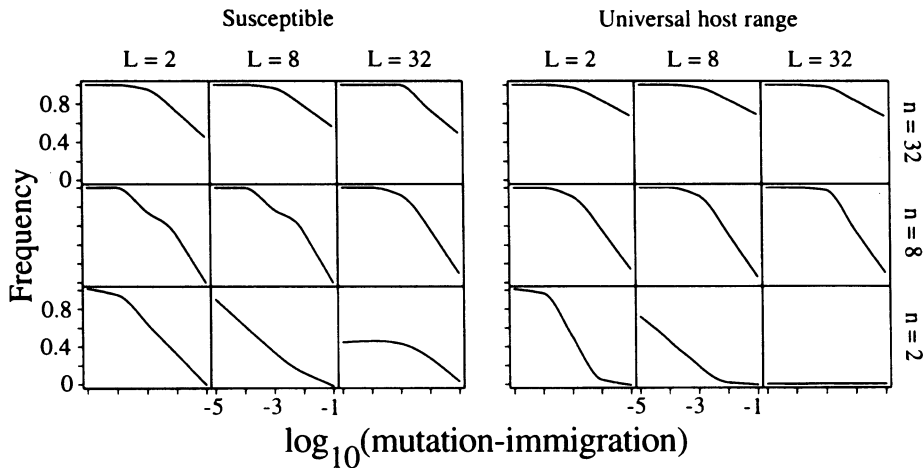 Susceptible
Universal host range
L = 2 L = 8 L = 32
L = 2 L = 8 L = 32
0.8
0.4
0
0.8
0.4
0
Frequency
n = 32
n = 8
n = 2
-5 -3 -1
-5 -3 -1
log10(mutation-immigration)